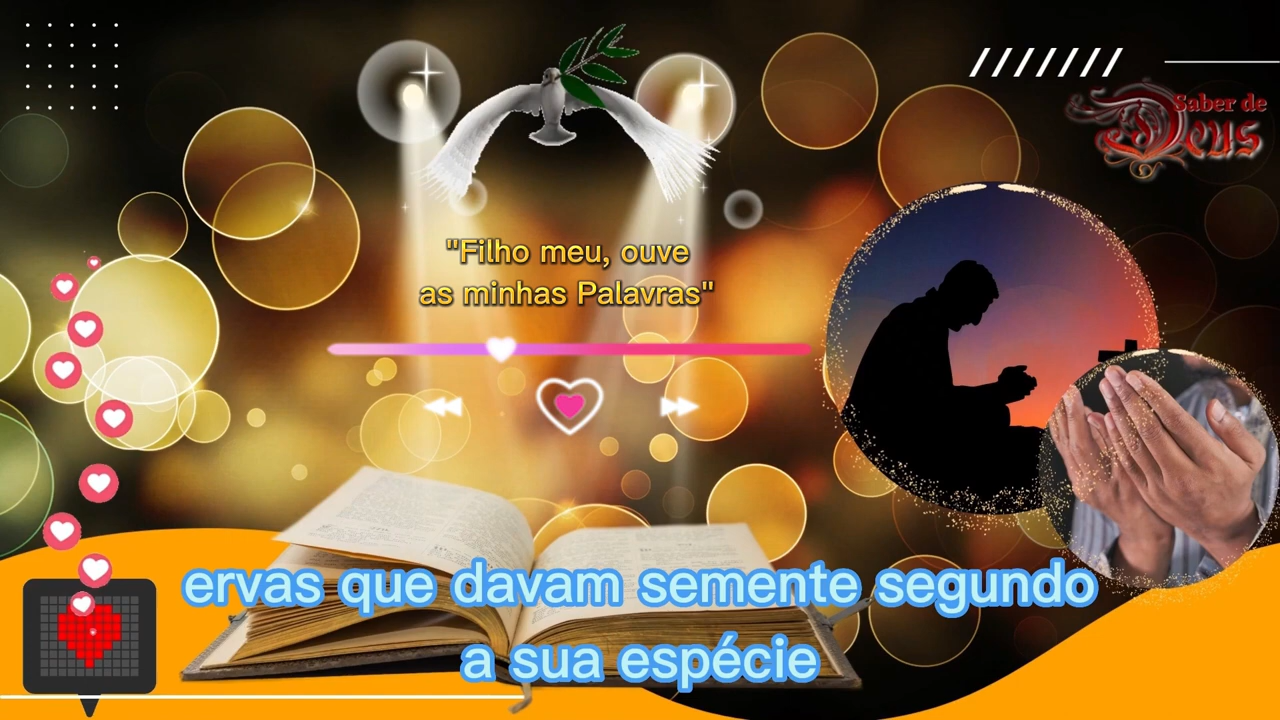 Saber de
Deus
"Filho meu, ouve
as minhas Palavras"
ervas que davam semente segundo
a sua espécie